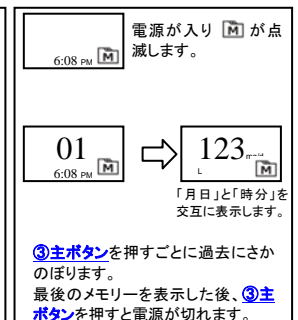 電源が入り M が点
滅します。
6:08 PM M
01
6:08 PM M
123
L M
「月日」と「時分」を
交互に表示します。
③主ボタンを押すごとに過去にさか
のぼります。
最後のメモリーを表示した後、③主
ボタンを押すと電源が切れます。